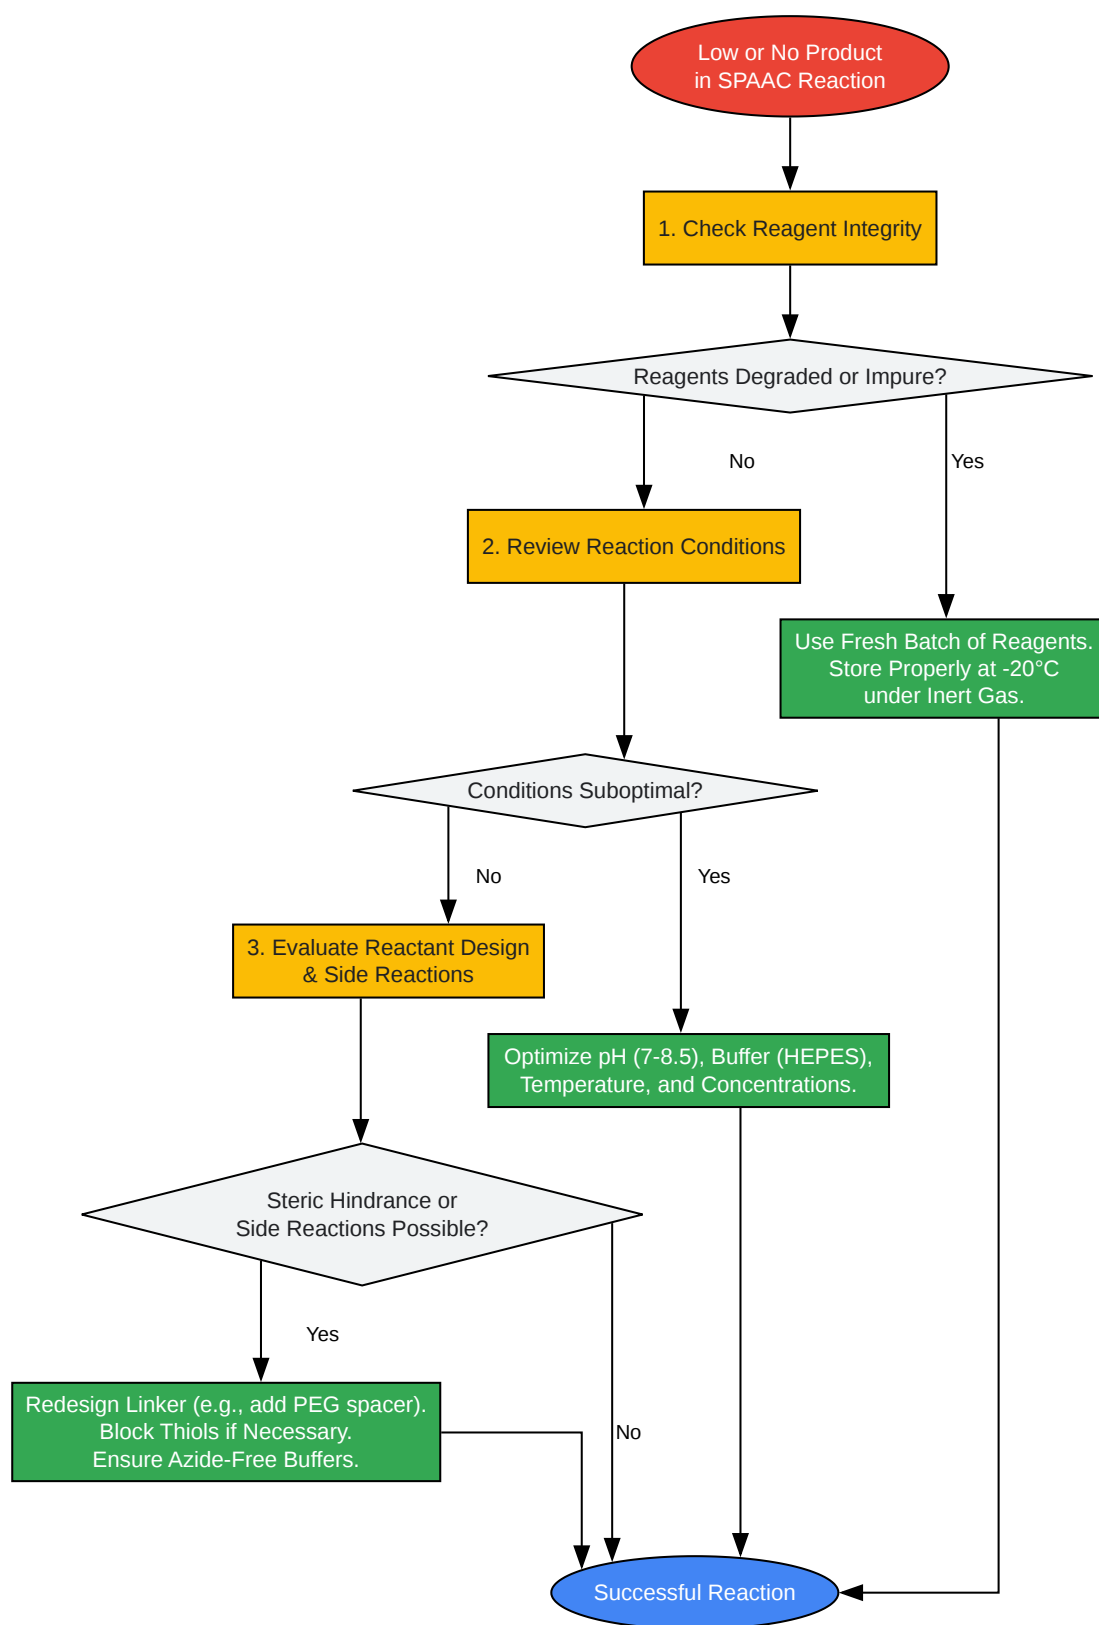 Low or No Product
in SPAAC Reaction
1. Check Reagent Integrity
Reagents Degraded or Impure?
No
Yes
2. Review Reaction Conditions
Use Fresh Batch of Reagents.
Store Properly at -20°C
under Inert Gas.
Conditions Suboptimal?
No
Yes
3. Evaluate Reactant Design
& Side Reactions
Optimize pH (7-8.5), Buffer (HEPES),
Temperature, and Concentrations.
Steric Hindrance or
Side Reactions Possible?
Yes
Redesign Linker (e.g., add PEG spacer).
Block Thiols if Necessary.
Ensure Azide-Free Buffers.
No
Successful Reaction